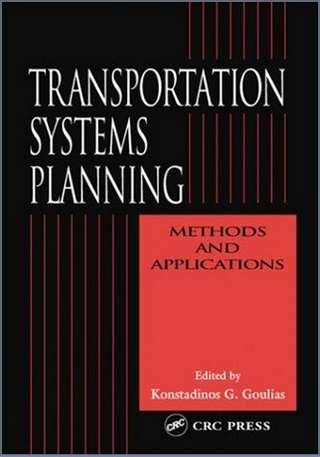 TRANSPORTATION
SYSTEMS
PLANNING
METHODS
AND
APPLICATIONS
Edited by
Konstadinos G. Goulias
CRC CRC PRESS